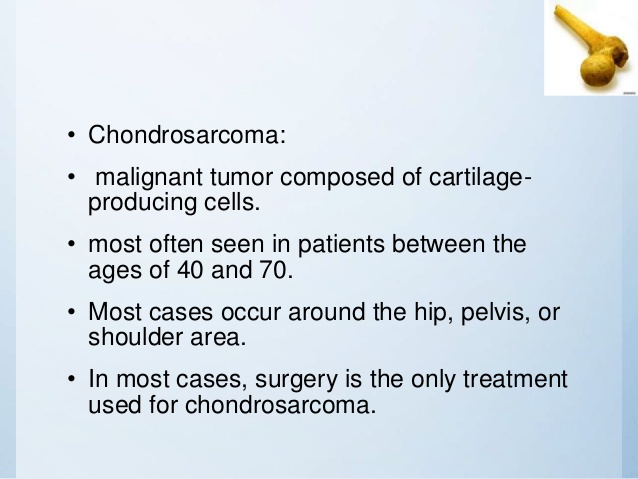 • Chondrosarcoma:
• malignant tumor composed of cartilage-
producing cells.
• most often seen in patients between the
ages of 40 and 70.
• Most cases occur around the hip, pelvis, or
shoulder area.
• In most cases, surgery is the only treatment
used for chondrosarcoma.